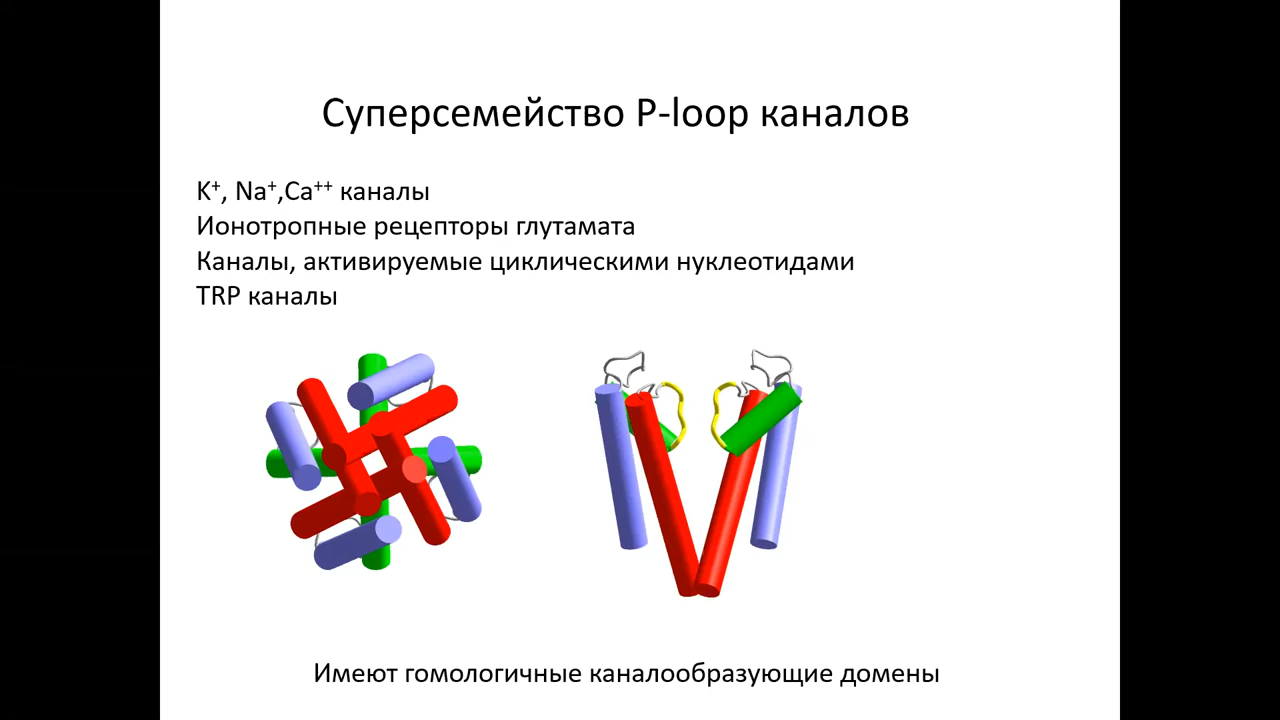 Суперсемейство P-loop каналов
K⁺, Na⁺,Ca⁺⁺ каналы
Ионотропные рецепторы глутамата
Каналы, активируемые циклическими нуклеотидами
TRP каналы
Имеют гомологичные каналообразующие домены